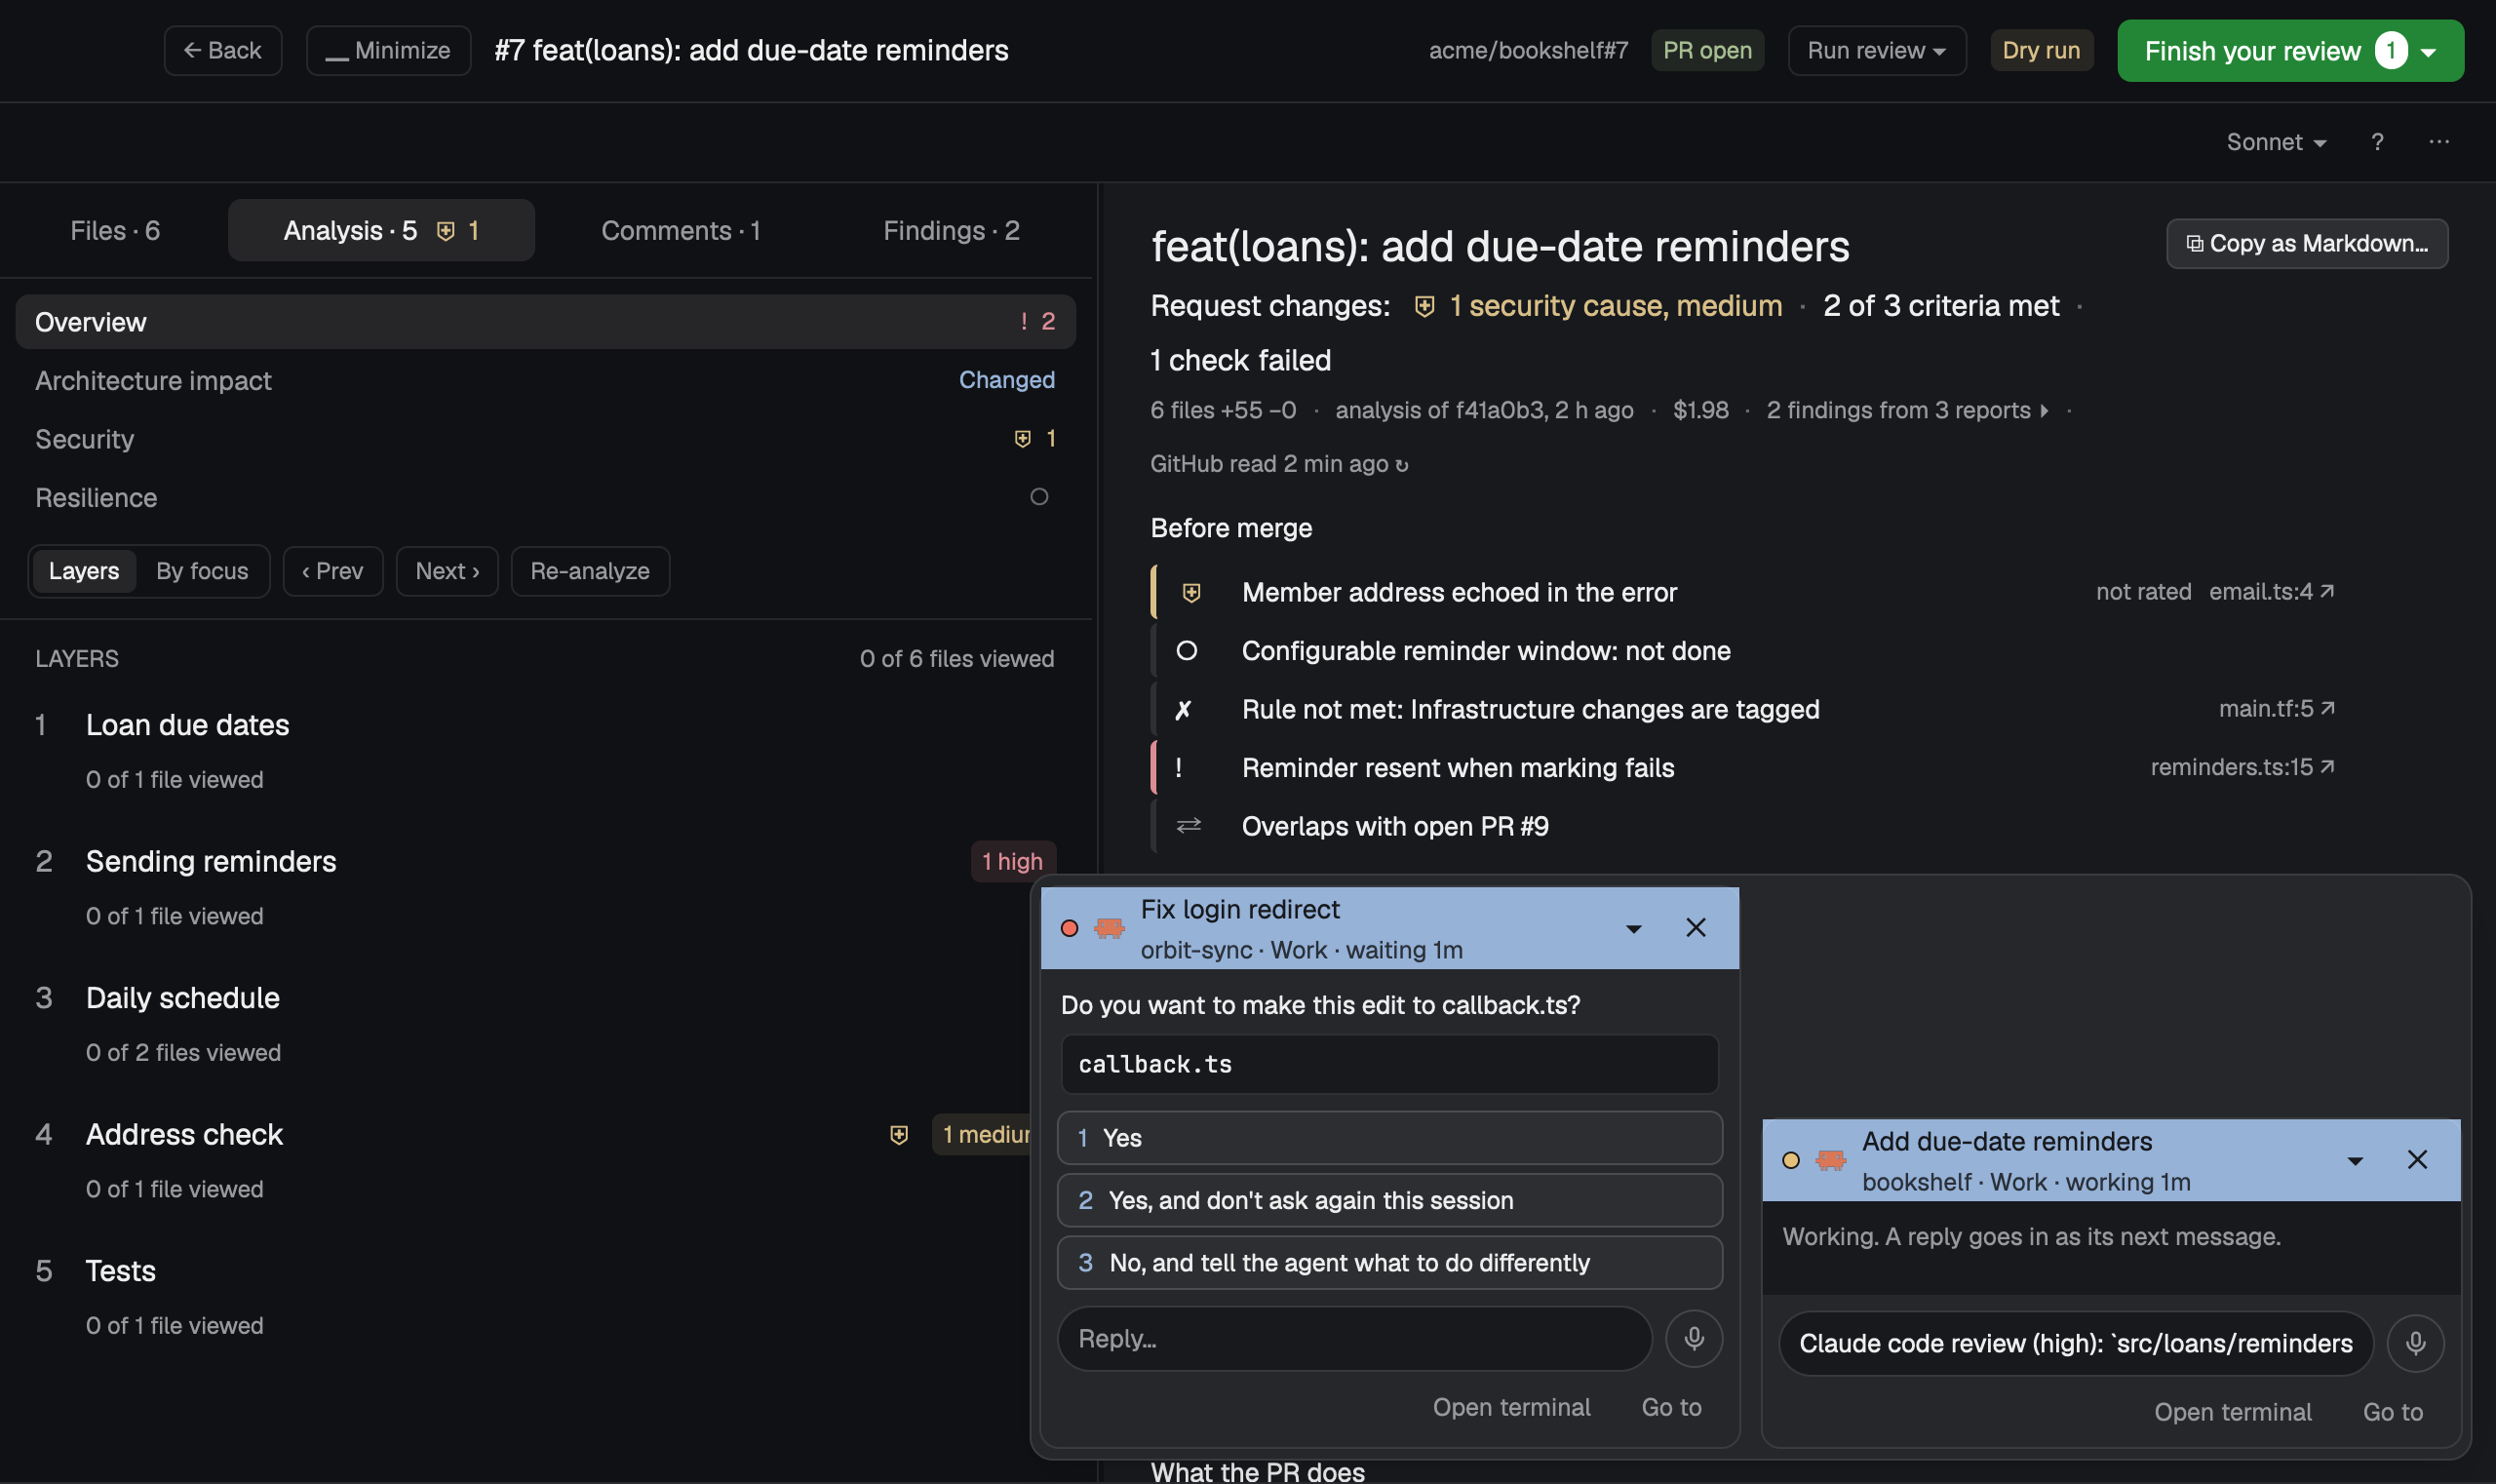 ← Back
Minimize
#7 feat(loans): add due-date reminders
acme/bookshelf#7
PR open
Run review
Dry run
Finish your review 1
Sonnet
?
···
Files · 6
Analysis · 5 1
Comments · 1
Findings · 2
Overview ! 2
Architecture impact Changed
Security 1
Resilience
Layers
By focus
‹ Prev
Next ›
Re-analyze
LAYERS 0 of 6 files viewed
1 Loan due dates
0 of 1 file viewed
2 Sending reminders 1 high
0 of 1 file viewed
3 Daily schedule
0 of 2 files viewed
4 Address check 1 medium
0 of 1 file viewed
5 Tests
0 of 1 file viewed
feat(loans): add due-date reminders
Copy as Markdown...
Request changes: 1 security cause, medium · 2 of 3 criteria met ·
1 check failed
6 files +55 −0 · analysis of f41a0b3, 2 h ago · $1.98 · 2 findings from 3 reports ·
GitHub read 2 min ago ↻
Before merge
Member address echoed in the error not rated email.ts:4 ↗
Configurable reminder window: not done
✗ Rule not met: Infrastructure changes are tagged main.tf:5 ↗
! Reminder resent when marking fails reminders.ts:15 ↗
Overlaps with open PR #9
Fix login redirect
orbit-sync · Work · waiting 1m
Do you want to make this edit to callback.ts?
callback.ts
1 Yes
2 Yes, and don't ask again this session
3 No, and tell the agent what to do differently
Reply...
Open terminal
Go to
Add due-date reminders
bookshelf · Work · working 1m
Working. A reply goes in as its next message.
Claude code review (high): `src/loans/reminders
Open terminal
Go to
What the PR does